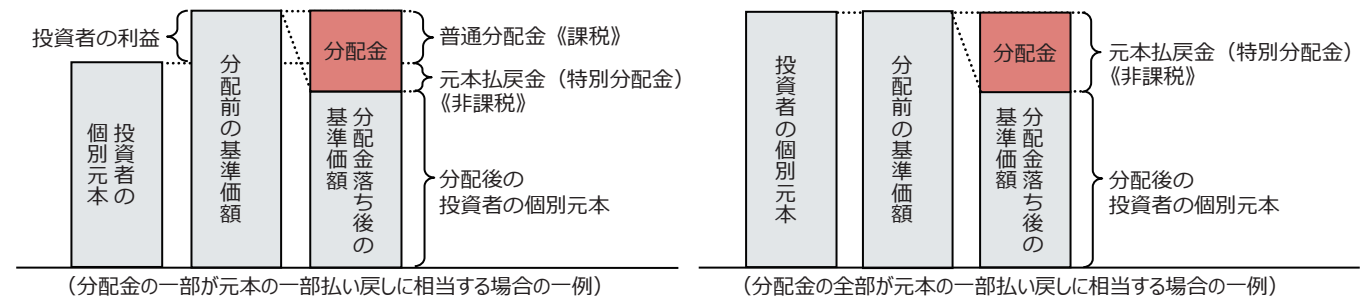 投資者の利益
投資者の
個別元本
分配前の基準価額
分配金
分配金落ち後の
基準価額
普通分配金《課税》
元本払戻金（特別分配金）
《非課税》
分配後の
投資者の個別元本
（分配金の一部が元本の一部払い戻しに相当する場合の一例）
投資者の個別元本
分配前の基準価額
分配金
分配金落ち後の
基準価額
元本払戻金（特別分配金）
《非課税》
分配後の
投資者の個別元本
（分配金の全部が元本の一部払い戻しに相当する場合の一例）